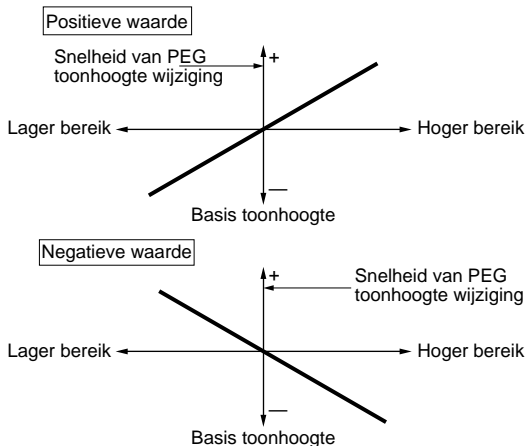 Positieve waarde
Snelheid van PEG
toonhoogte wijziging
+
Lager bereik
Hoger bereik
—
Basis toonhoogte
Negatieve waarde
+
Snelheid van PEG
toonhoogte wijziging
Lager bereik
Hoger bereik
—
Basis toonhoogte